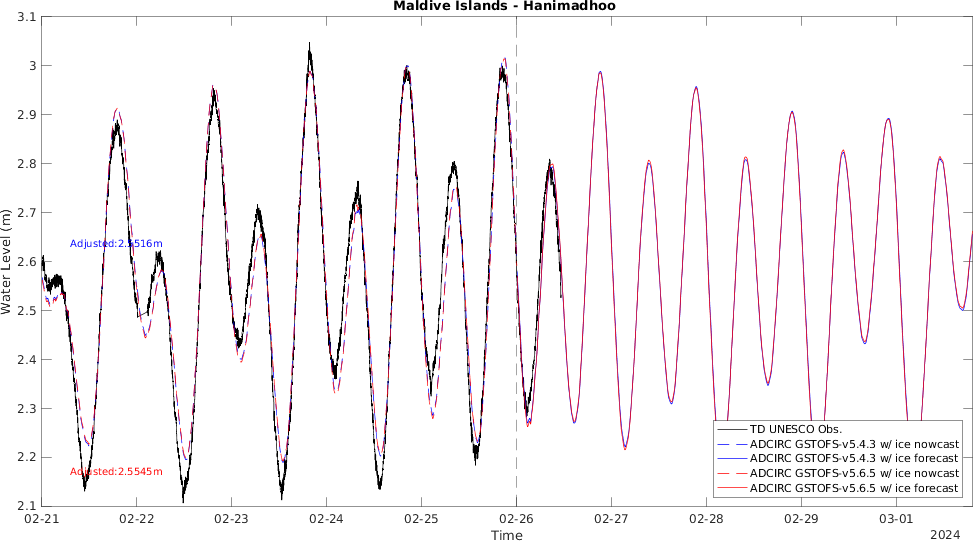 Maldive Islands - Hanimadhoo
3.1
3
2.9
2.8
2.7
2.6
2.5
2.4
2.3
2.2
2.1
Water Level (m)
Adjusted:2.5516m
Adjusted:2.5545m
TD UNESCO Obs.
ADCIRC GSTOFS-v5.4.3 w/ ice nowcast
ADCIRC GSTOFS-v5.4.3 w/ ice forecast
ADCIRC GSTOFS-v5.6.5 w/ ice nowcast
ADCIRC GSTOFS-v5.6.5 w/ ice forecast
02-21 02-22 02-23 02-24 02-25 02-26 02-27 02-28 02-29 03-01
Time
2024